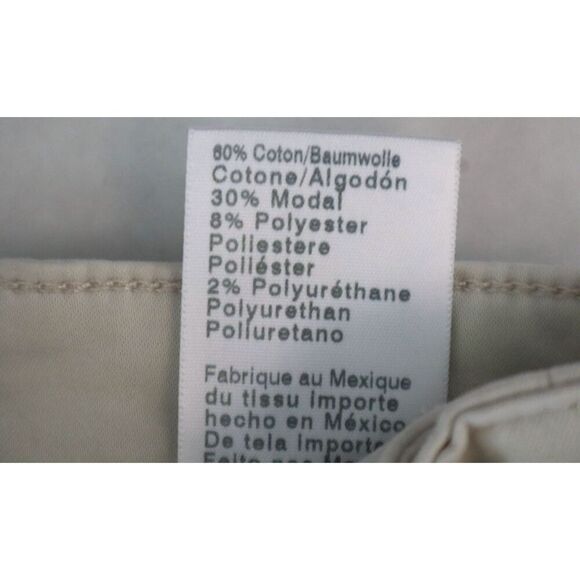 60% Coton/Baumwolle
Cotone/Algodón
30% Modal
8% Polyester
Poliestere
Poliéster
2% Polyuréthane
Polyurethan
Poliuretano
Fabrique au Mexique
du tissu importe
hecho en México
De tela importe